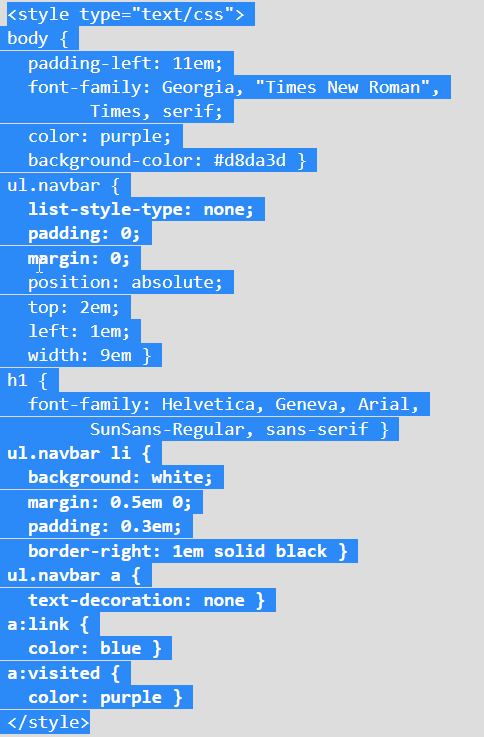 <style type="text/css">
body {
  padding-left: 11em;
  font-family: Georgia, "Times New Roman",
        Times, serif;
  color: purple;
  background-color: #d8da3d }
ul.navbar {
  list-style-type: none;
  padding: 0;
  margin: 0;
  position: absolute;
  top: 2em;
  left: 1em;
  width: 9em }
h1 {
  font-family: Helvetica, Geneva, Arial,
        SunSans-Regular, sans-serif }
ul.navbar li {
  background: white;
  margin: 0.5em 0;
  padding: 0.3em;
  border-right: 1em solid black }
ul.navbar a {
  text-decoration: none }
a:link {
  color: blue }
a:visited {
  color: purple }
</style>